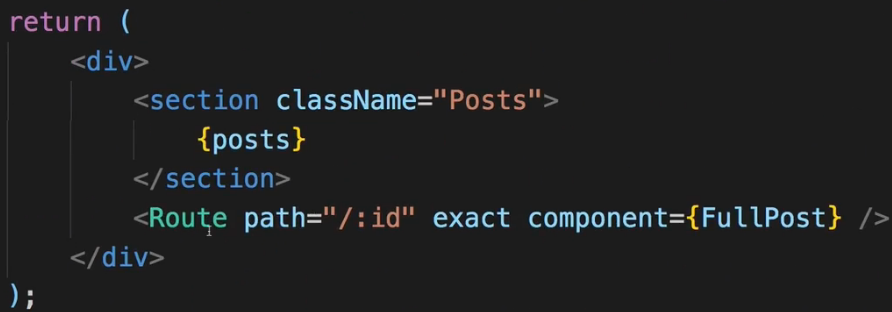 return (
<div>
<section className="Posts">
{posts}
</section>
<Route path="/:id" exact component={FullPost} />
</div>
);